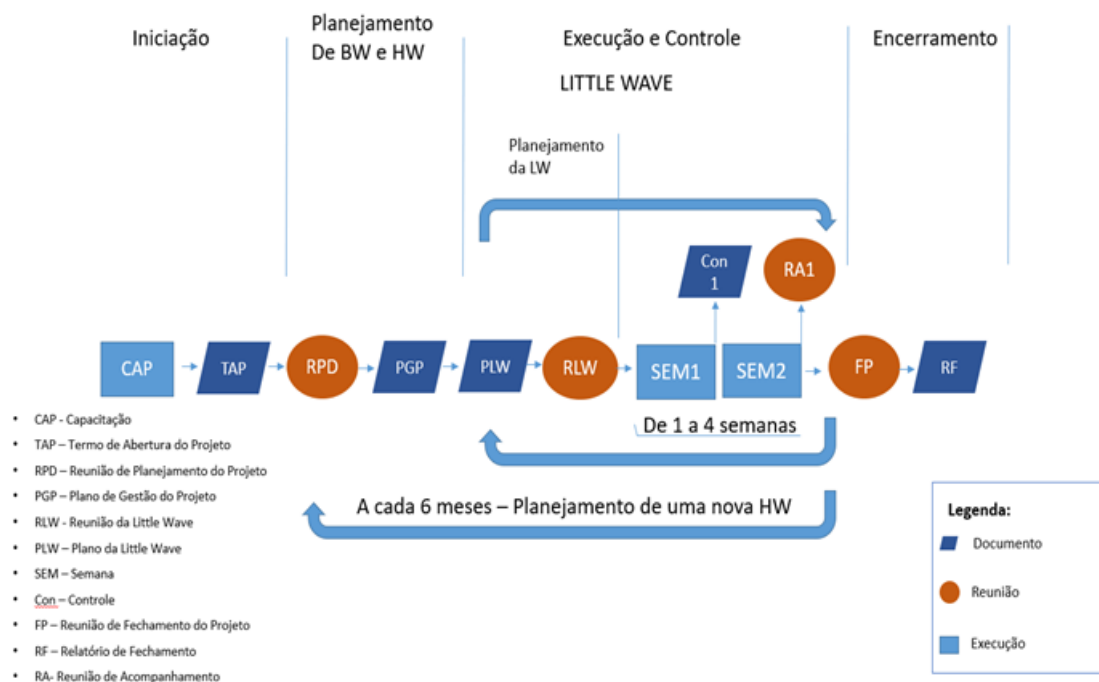 Iniciação
Planejamento
De BW e HW
Execução e Controle
Encerramento
LITTLE WAVE
Planejamento
da LW
Con
1
RA1
CAP
TAP
RPD
PGP
PLW
RLW
SEM1
SEM2
FP
RF
De 1 a 4 semanas
A cada 6 meses – Planejamento de uma nova HW
• CAP - Capacitação
• TAP – Termo de Abertura do Projeto
• RPD – Reunião de Planejamento do Projeto
• PGP – Plano de Gestão do Projeto
• RLW - Reunião da Little Wave
• PLW – Plano da Little Wave
• SEM – Semana
• Con – Controle
• FP – Reunião de Fechamento do Projeto
• RF – Relatório de Fechamento
• RA- Reunião de Acompanhamento
Legenda:
Documento
Reunião
Execução